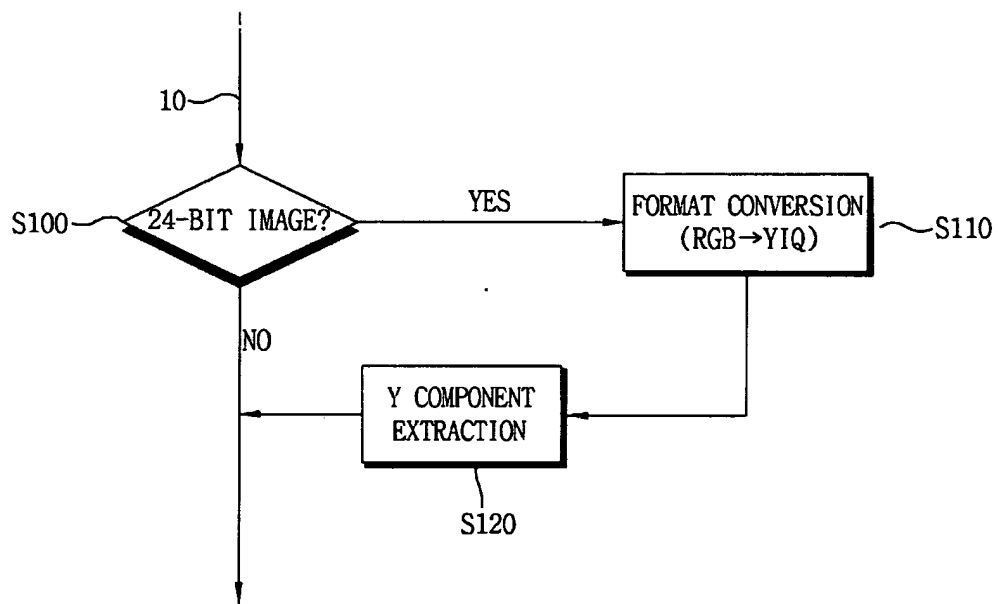 10
S100
24-BIT IMAGE?
YES
FORMAT CONVERSION
(RGB→YIQ)
S110
NO
Y COMPONENT
EXTRACTION
S120